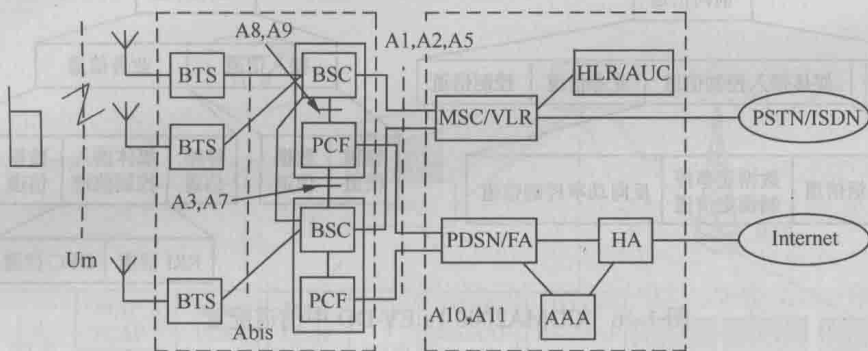 A8,A9
A1,A2,A5
BTS
BSC
HLR/AUC
MSC/VLR
PSTN/ISDN
BTS
PCF
A3,A7
Um
BSC
PDSN/FA
HA
Internet
BTS
PCF
A10,A11
AAA
Abis